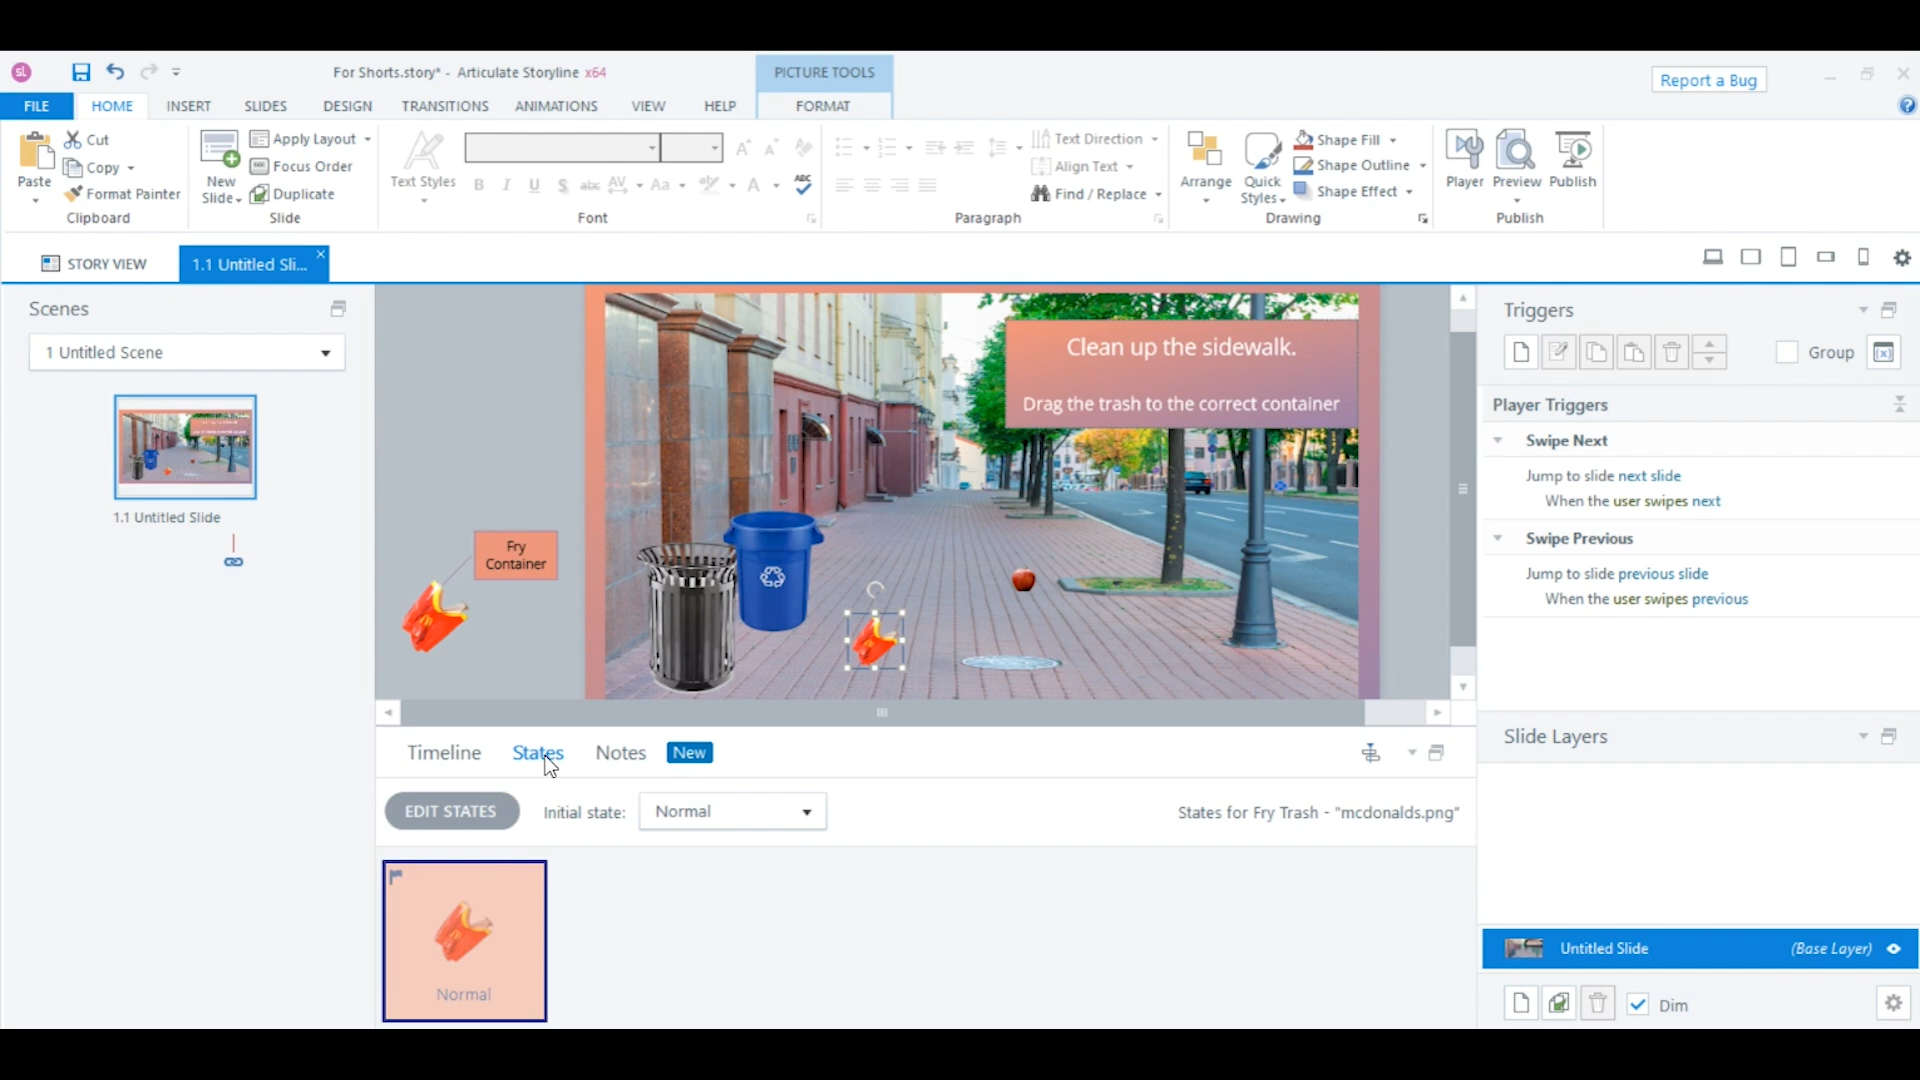 sl
For Shorts.story* - Articulate Storyline x64
PICTURE TOOLS
Report a Bug
FILE HOME INSERT SLIDES DESIGN TRANSITIONS ANIMATIONS VIEW HELP FORMAT
Paste
Cut
Copy
Format Painter
Clipboard
New
Slide
Apply Layout
Focus Order
Duplicate
Slide
Text Styles
B I U S abc AV Aa A ABC
Font
Text Direction
Align Text
Find / Replace
Paragraph
Arrange
Quick
Styles
Shape Fill
Shape Outline
Shape Effect
Drawing
Player
Preview
Publish
Publish
STORY VIEW
1.1 Untitled Sli...
Scenes
1 Untitled Scene
1.1 Untitled Slide
Fry
Container
Clean up the sidewalk.
Drag the trash to the correct container
Timeline States Notes New
EDIT STATES Initial state: Normal States for Fry Trash - "mcdonalds.png"
Normal
Triggers
Group
Player Triggers
Swipe Next
Jump to slide next slide
When the user swipes next
Swipe Previous
Jump to slide previous slide
When the user swipes previous
Slide Layers
Untitled Slide (Base Layer)
Dim